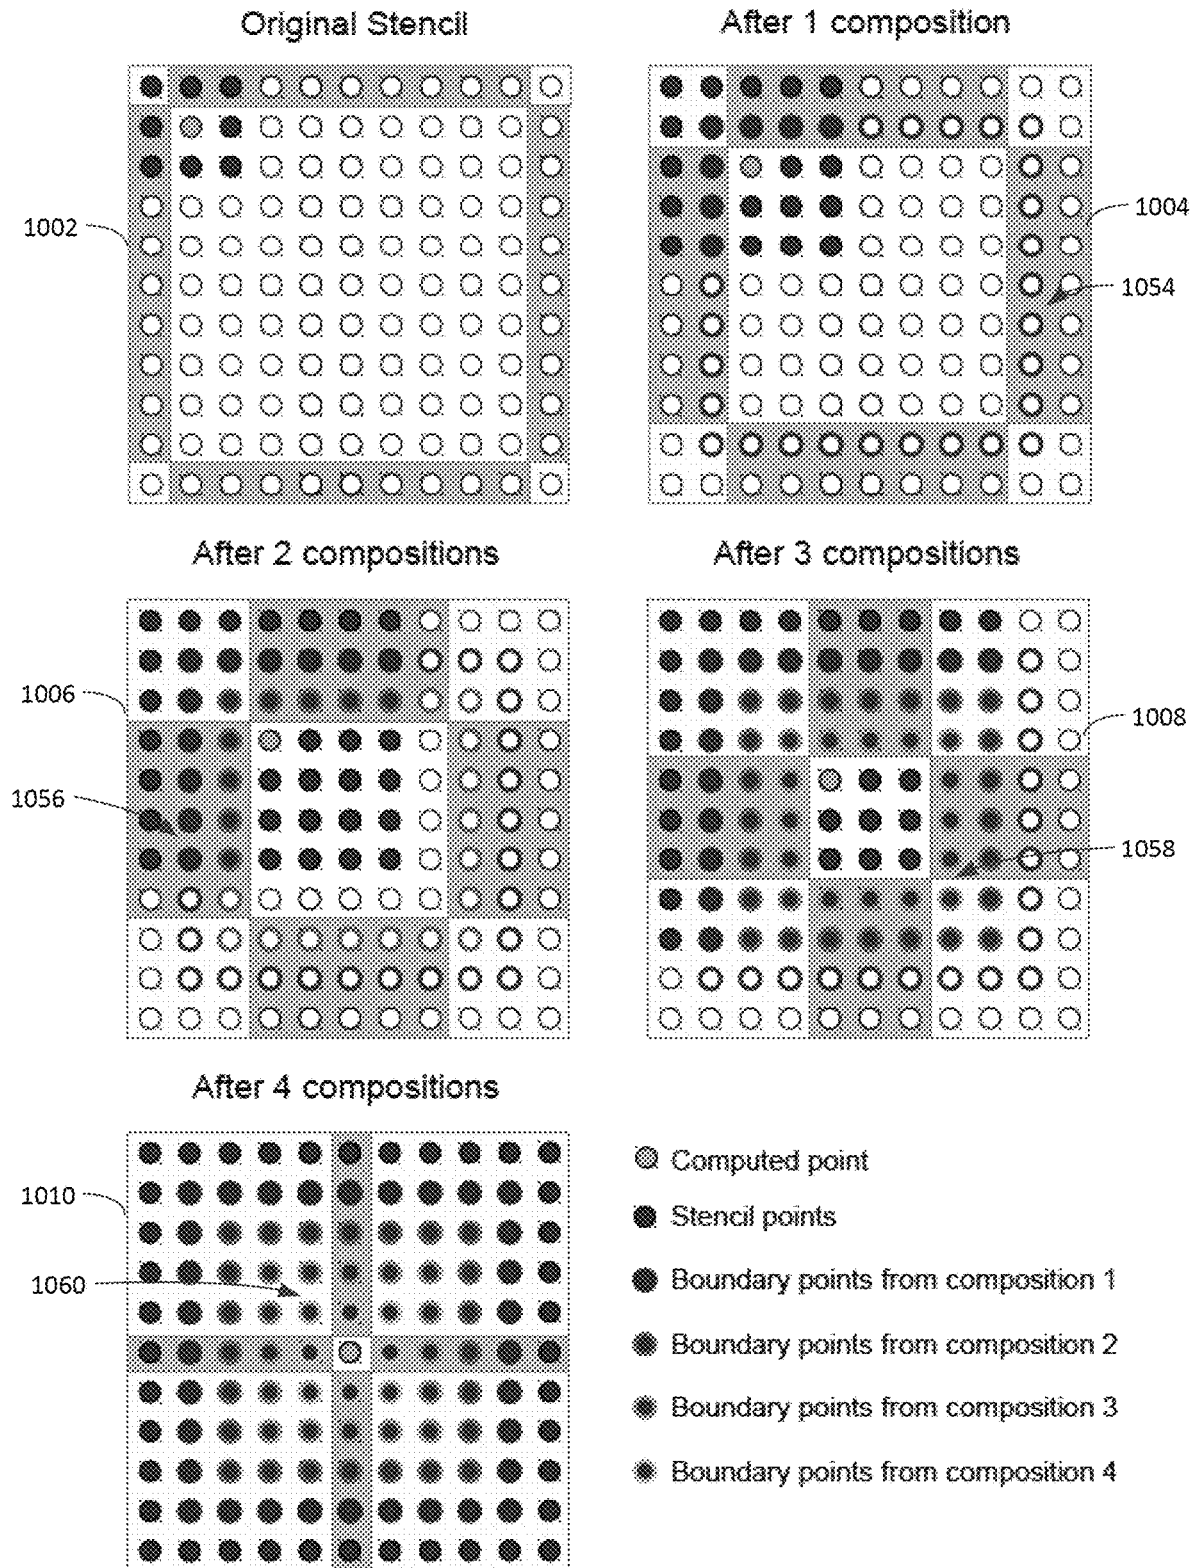 Original Stencil
After 1 composition
1002
1004
1054
After 2 compositions
After 3 compositions
1006
1008
1056
1058
After 4 compositions
1010
1060
Computed point
Stencil points
Boundary points from composition 1
Boundary points from composition 2
Boundary points from composition 3
Boundary points from composition 4